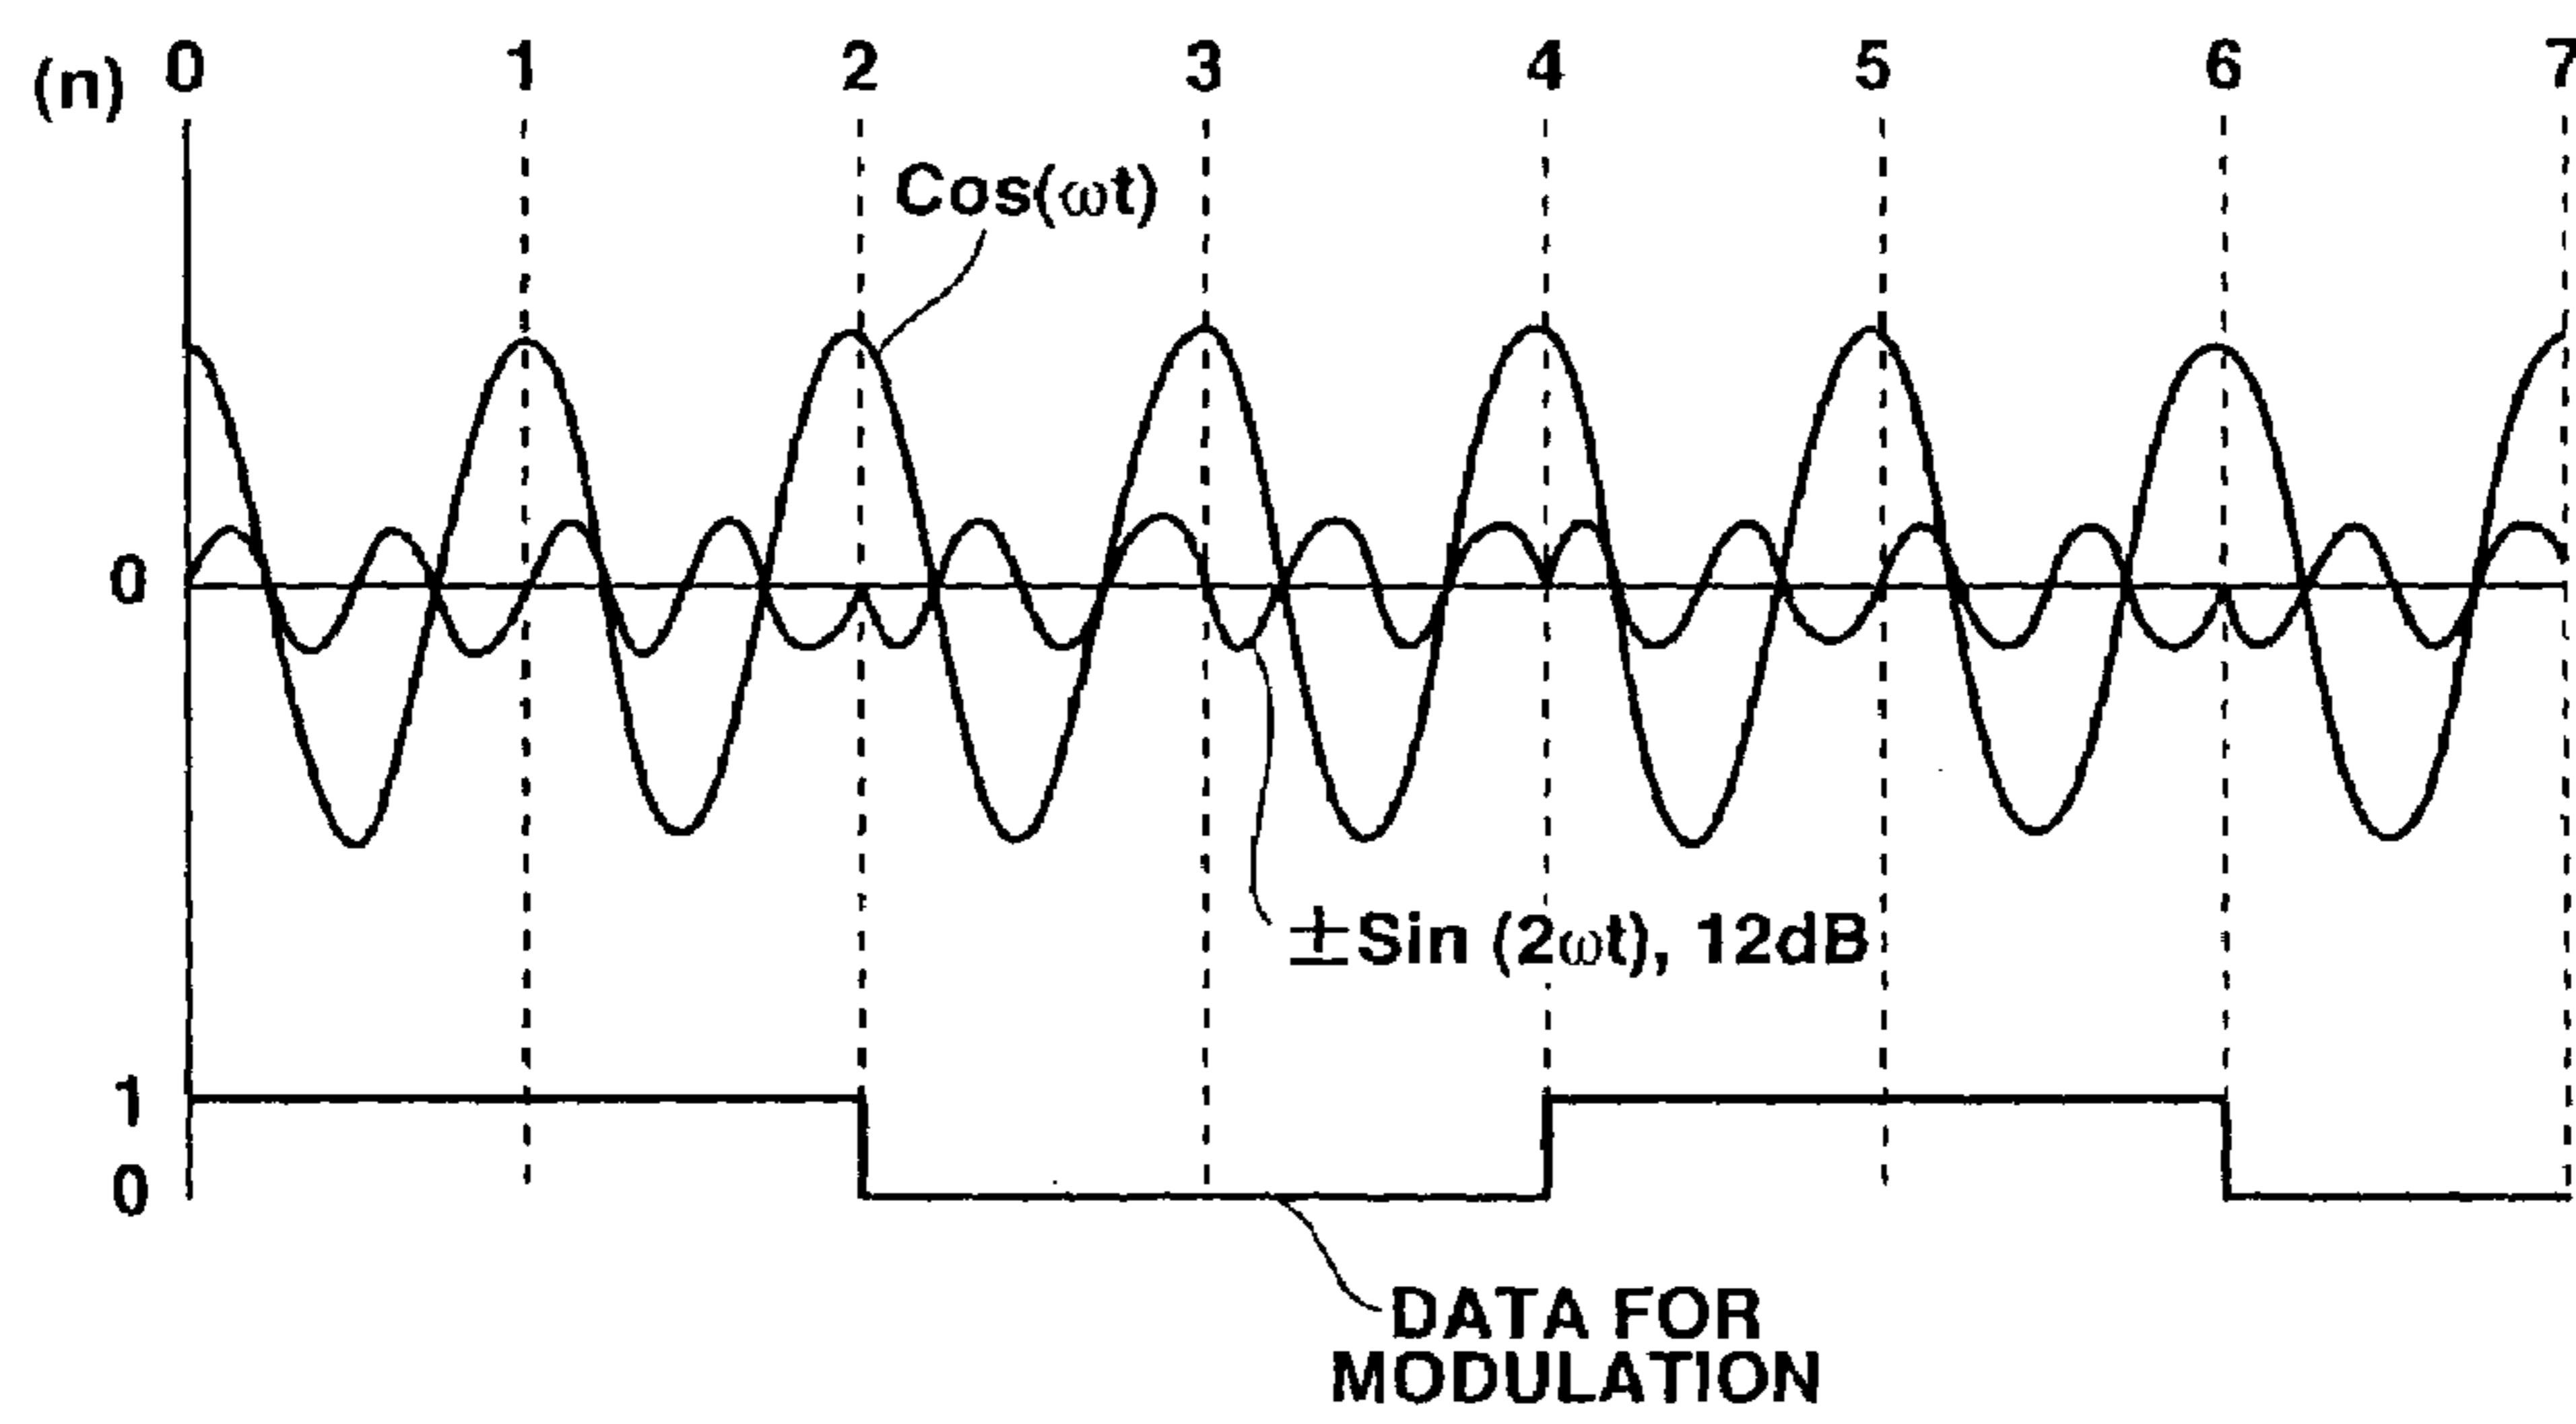 (n) 0 1 2 3 4 5 6 7
Cos(ωt)
0
±Sin (2ωt), 12dB
1
0
DATA FOR
MODULATION